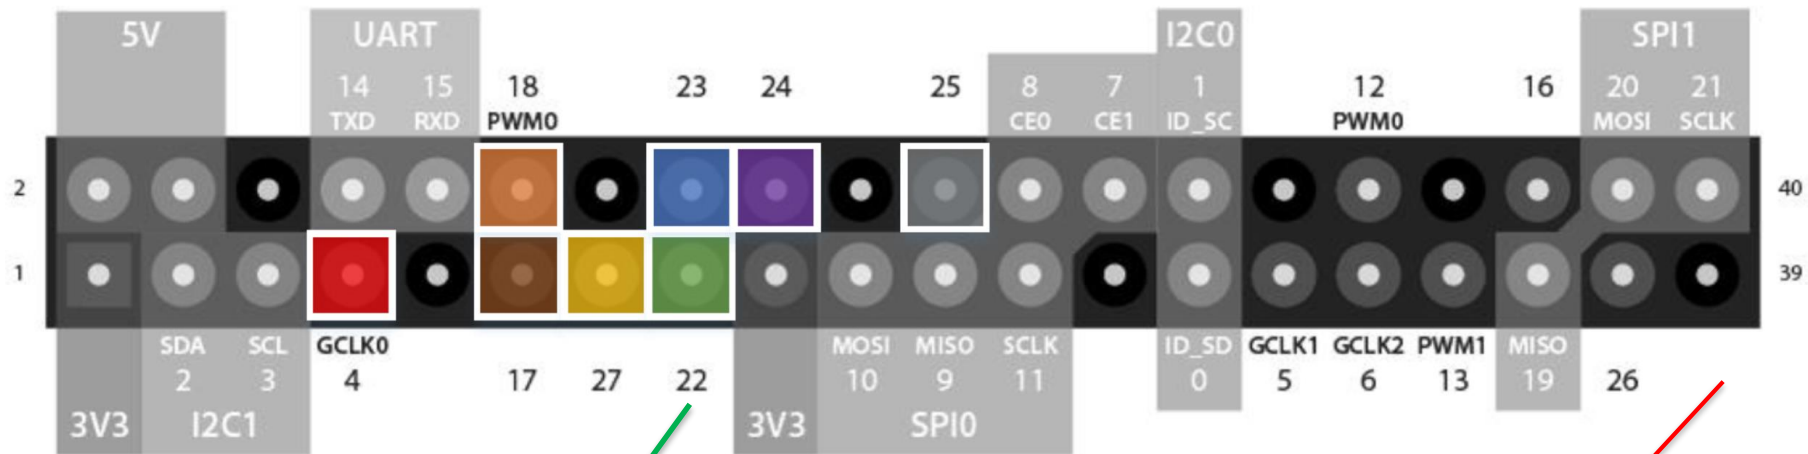 5V UART I2C0 SPI1
14 15 18 23 24 25 8 7 1 12 16 20 21
TXD RXD PWM0 CE0 CE1 ID_SC PWM0 MOSI SCLK
2 40
1 39
SDA SCL GCLK0 MOSI MISO SCLK ID_SD GCLK1 GCLK2 PWM1 MISO
2 3 4 17 27 22 10 9 11 0 5 6 13 19 26
3V3 I2C1 3V3 SPI0